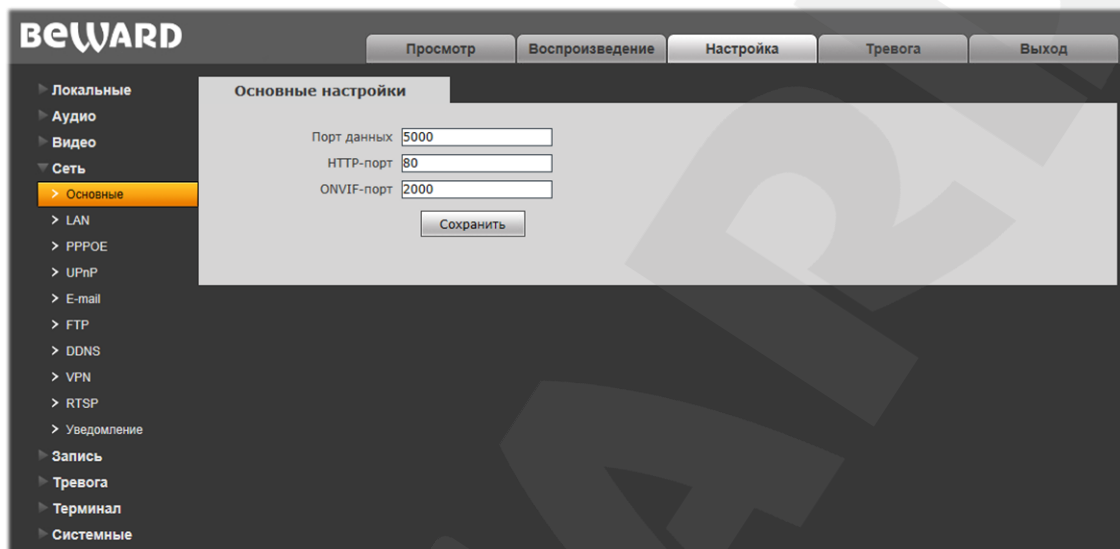 BEWARD
Просмотр
Воспроизведение
Настройка
Тревога
Выход
Локальные
Аудио
Видео
Сеть
> Основные
> LAN
> PPPOE
> UPnP
> E-mail
> FTP
> DDNS
> VPN
> RTSP
> Уведомление
Запись
Тревога
Терминал
Системные
Основные настройки
Порт данных 5000
HTTP-порт 80
ONVIF-порт 2000
Сохранить